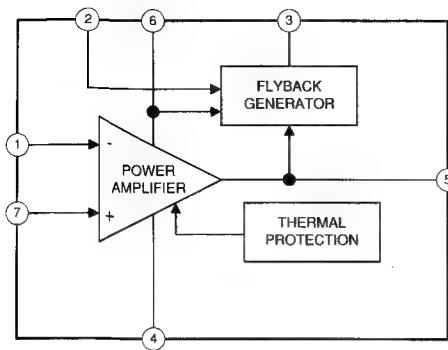 2
6
3
FLYBACK
GENERATOR
1
-
POWER
AMPLIFIER
5
7
+
THERMAL
PROTECTION
4